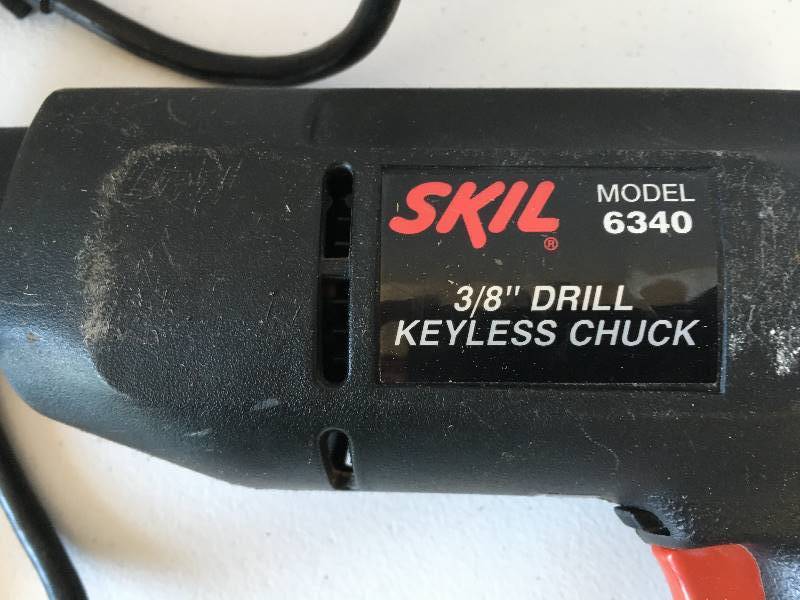 SKIL®
MODEL
6340
3/8" DRILL
KEYLESS CHUCK